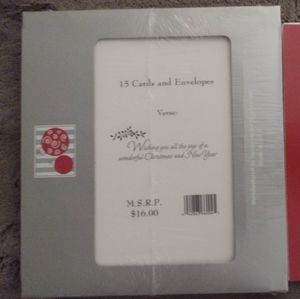 15 Cards and Envelopes
Verse:
Wishing you all the joys of a
wonderful Christmas and New Year
M.S.R.P.
$16.00